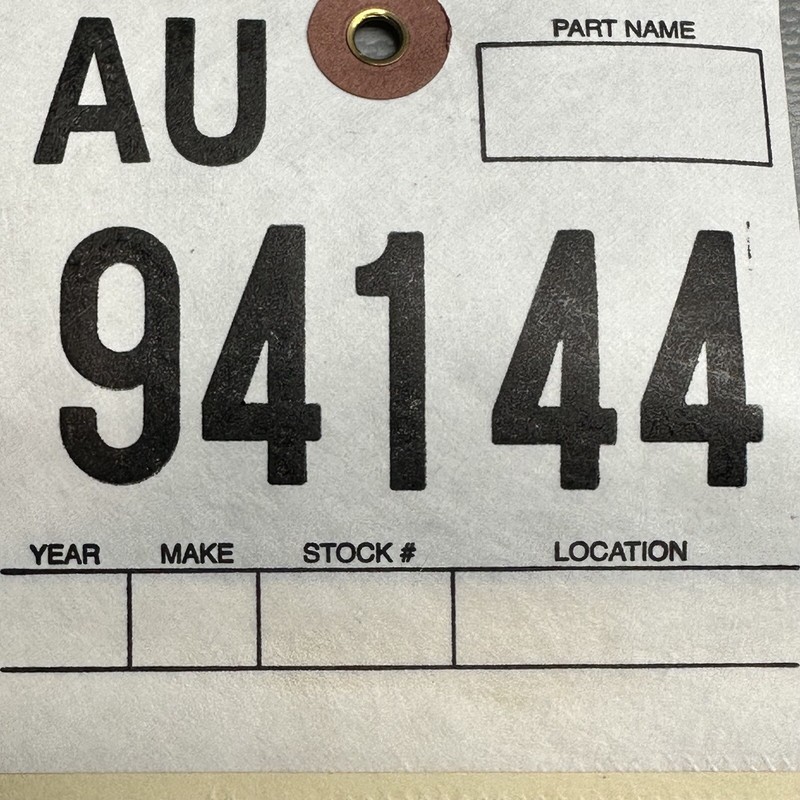 AU
PART NAME
94144
YEAR MAKE STOCK # LOCATION